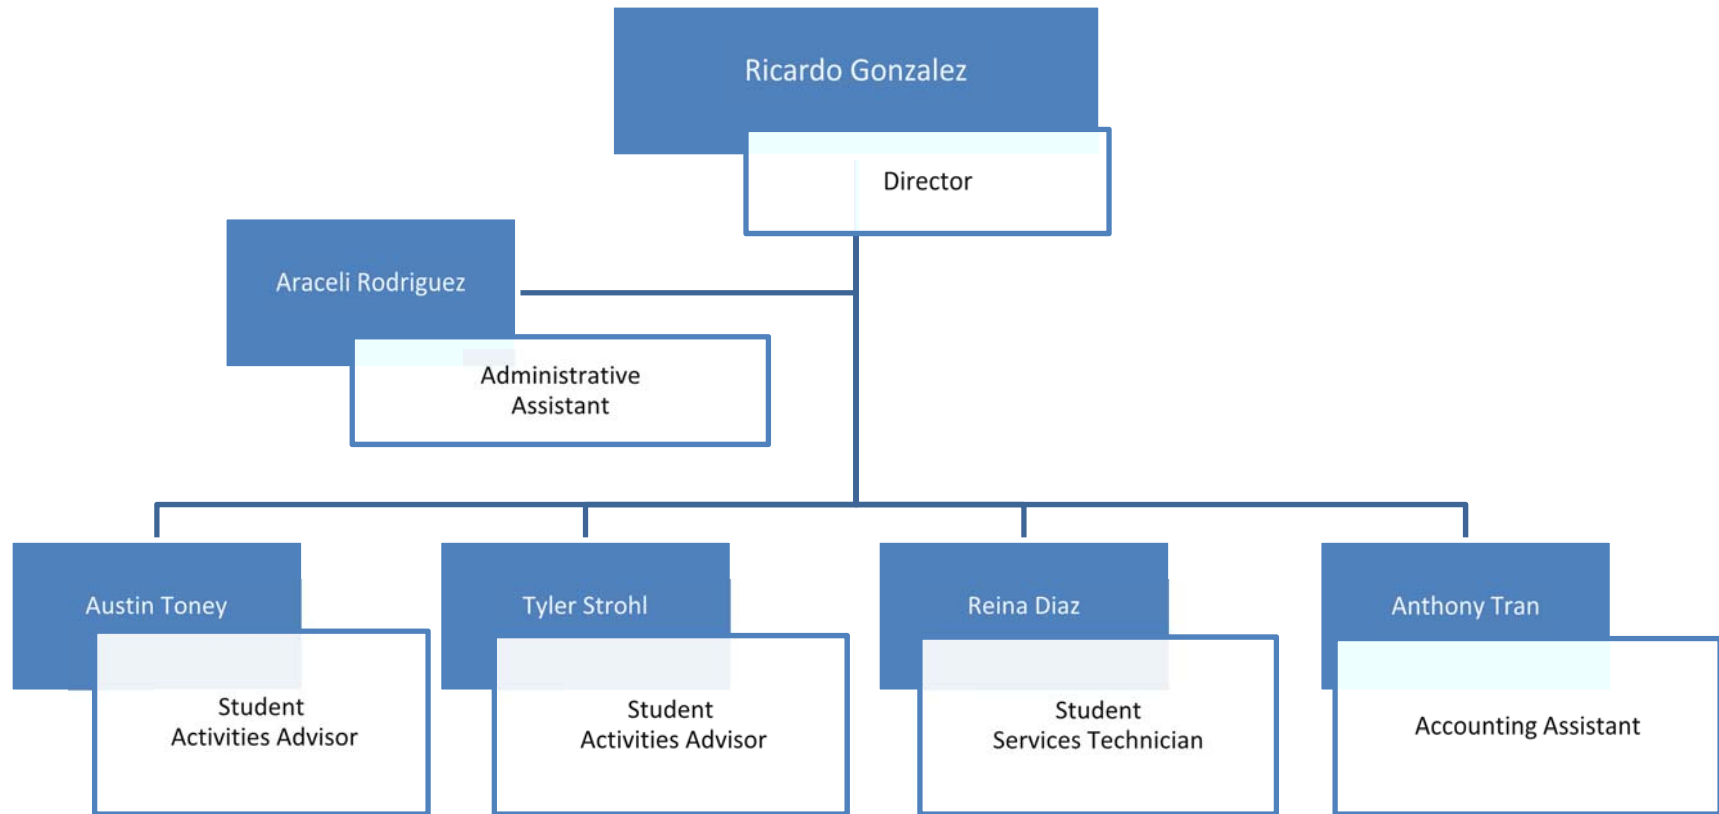 Ricardo Gonzalez
Director
Araceli Rodriguez
Administrative
Assistant
Austin Toney
Student
Activities Advisor
Tyler Strohl
Student
Activities Advisor
Reina Diaz
Student
Services Technician
Anthony Tran
Accounting Assistant